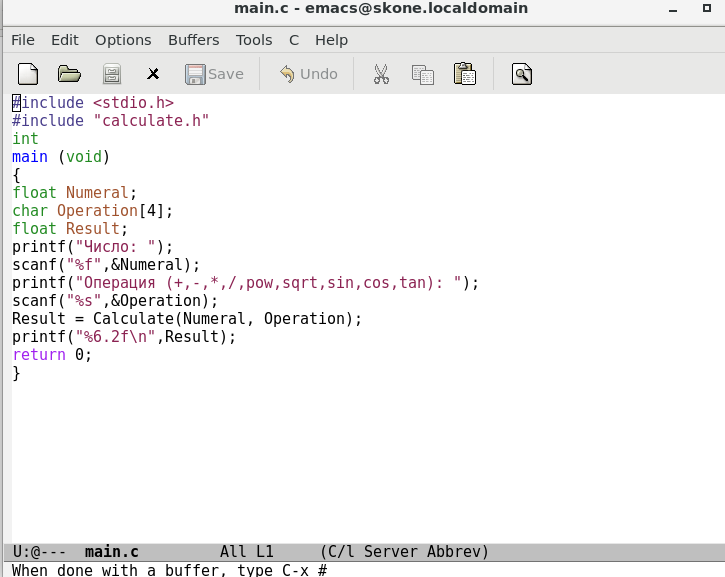 main.c - emacs@skone.localdomain
File Edit Options Buffers Tools C Help
Save Undo
#include <stdio.h>
#include "calculate.h"
int
main (void)
{
float Numeral;
char Operation[4];
float Result;
printf("Число: ");
scanf("%f",&Numeral);
printf("Операция (+,-,*,/,pow,sqrt,sin,cos,tan): ");
scanf("%s",&Operation);
Result = Calculate(Numeral, Operation);
printf("%6.2f\n",Result);
return 0;
}
U:@--- main.c All L1 (C/l Server Abbrev)
When done with a buffer, type C-x #